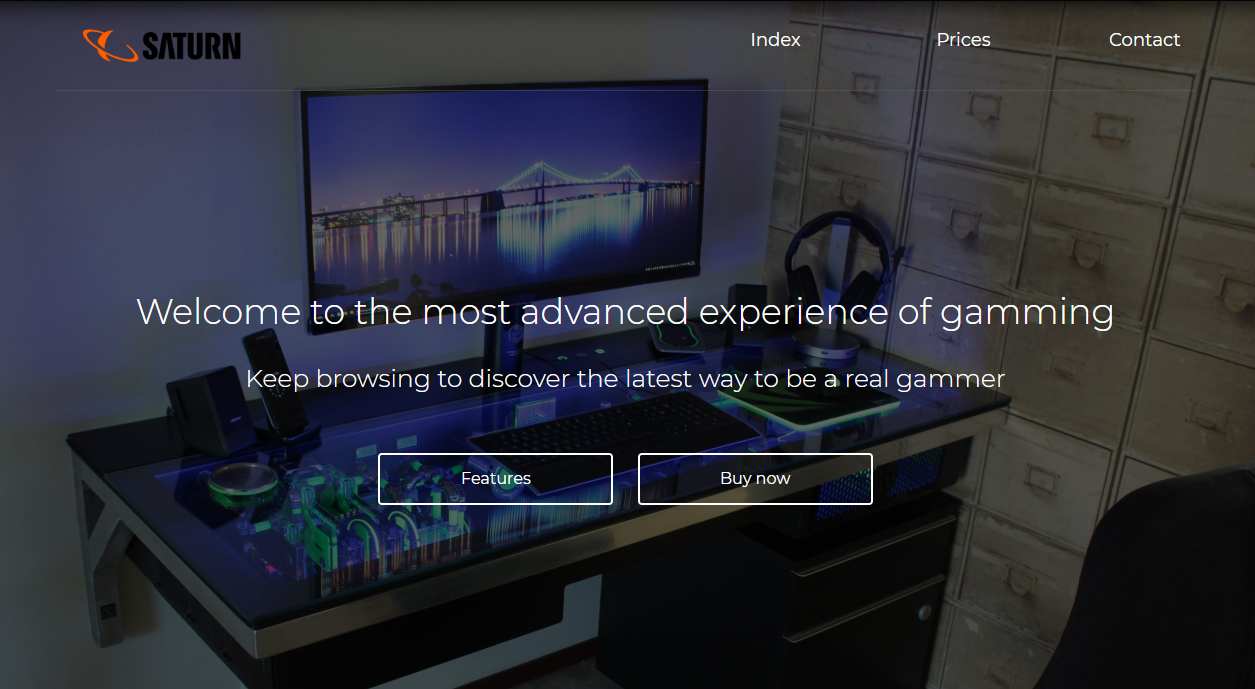 SATURN
Index
Prices
Contact
Welcome to the most advanced experience of gamming
Keep browsing to discover the latest way to be a real gammer
Features
Buy now